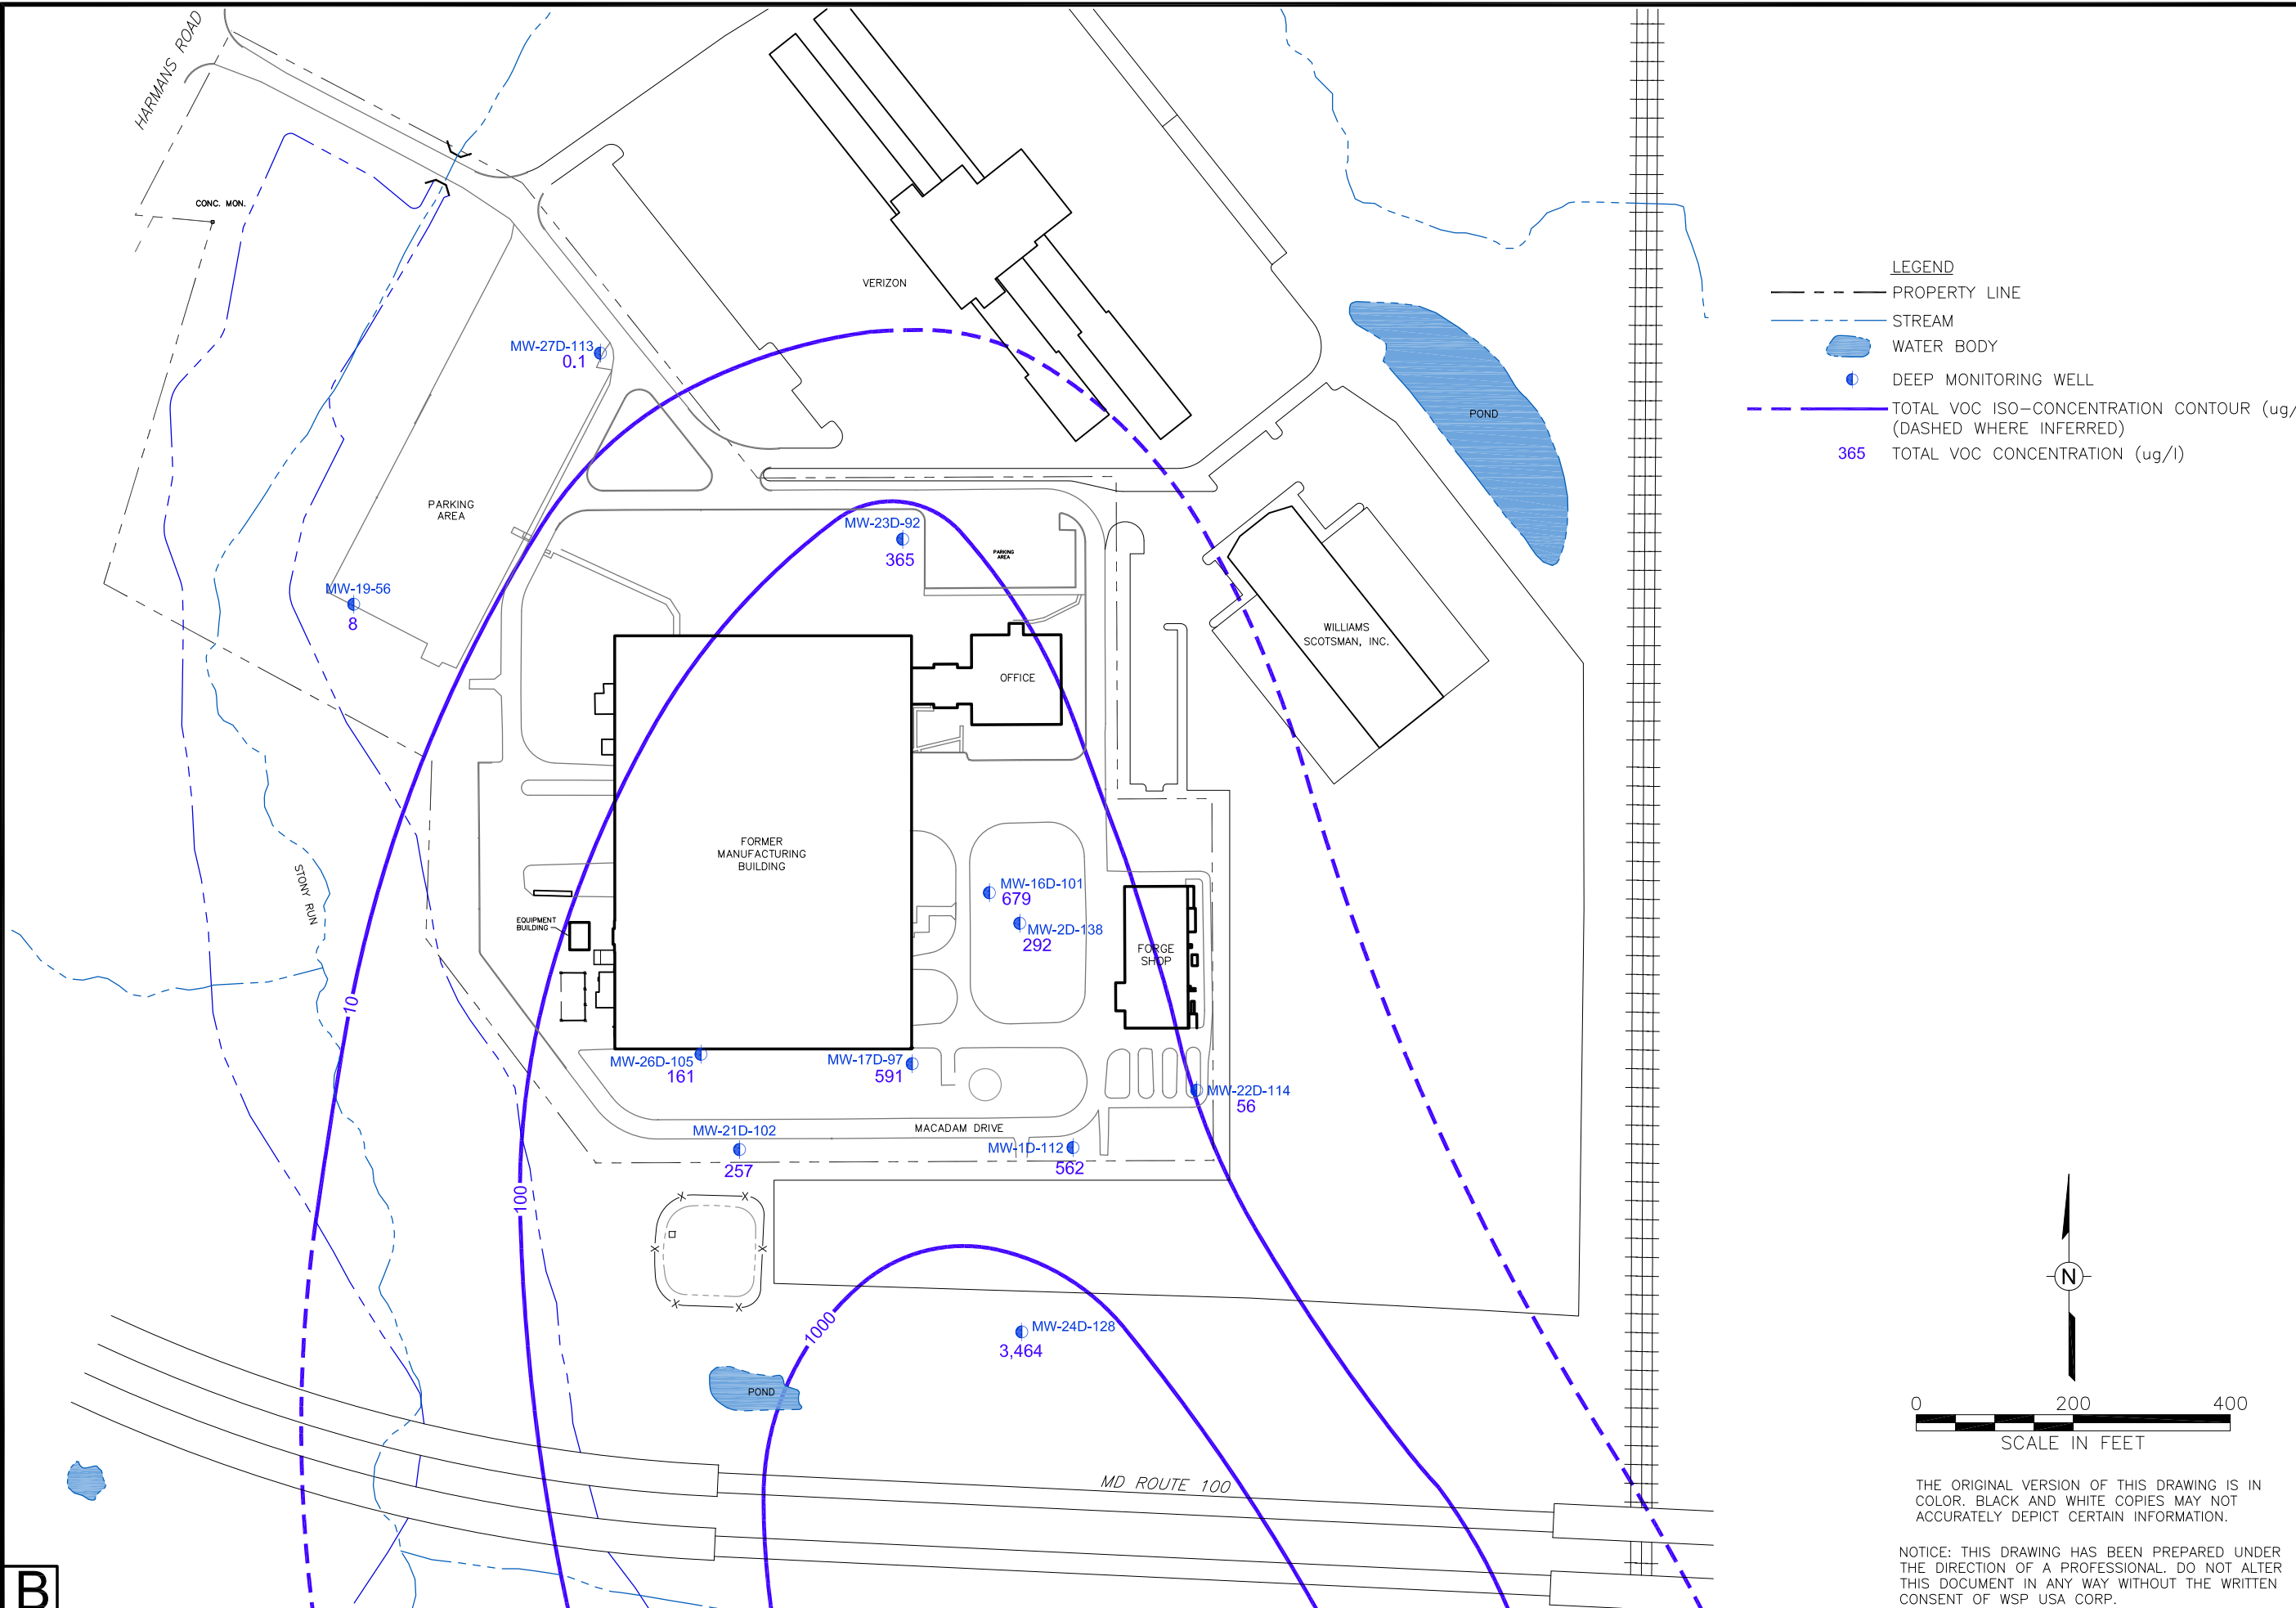 HARMANS ROAD
CONC. MON.
VERIZON
LEGEND
PROPERTY LINE
STREAM
WATER BODY
DEEP MONITORING WELL
TOTAL VOC ISO-CONCENTRATION CONTOUR (ug/
(DASHED WHERE INFERRED)
365 TOTAL VOC CONCENTRATION (ug/l)
MW-27D-113
0.1
POND
PARKING
AREA
MW-23D-92
365
PARKING
AREA
MW-19-56
8
WILLIAMS
SCOTSMAN, INC.
OFFICE
FORMER
MANUFACTURING
BUILDING
STONY RUN
MW-16D-101
679
MW-2D-138
292
EQUIPMENT
BUILDING
FORGE
SHOP
10
MW-26D-105
161
MW-17D-97
591
MW-22D-114
56
MACADAM DRIVE
MW-21D-102
257
MW-1D-112
562
100
X X
X X
X X
1000
MW-24D-128
3,464
POND
MD ROUTE 100
N
0 200 400
SCALE IN FEET
THE ORIGINAL VERSION OF THIS DRAWING IS IN
COLOR. BLACK AND WHITE COPIES MAY NOT
ACCURATELY DEPICT CERTAIN INFORMATION.
NOTICE: THIS DRAWING HAS BEEN PREPARED UNDER
THE DIRECTION OF A PROFESSIONAL. DO NOT ALTER
THIS DOCUMENT IN ANY WAY WITHOUT THE WRITTEN
CONSENT OF WSP USA CORP.
B